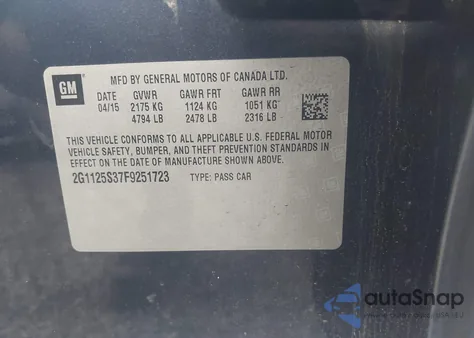 GM
MFD BY GENERAL MOTORS OF CANADA LTD.
DATE GVWR GAWR FRT GAWR RR
04/15 2175 KG 1124 KG 1051 KG
4794 LB 2478 LB 2316 LB
THIS VEHICLE CONFORMS TO ALL APPLICABLE U.S. FEDERAL MOTOR
VEHICLE SAFETY, BUMPER, AND THEFT PREVENTION STANDARDS IN
EFFECT ON THE DATE OF MANUFACTURE SHOWN ABOVE.
2G1125S37F9251723 TYPE: PASS CAR
autoSnap